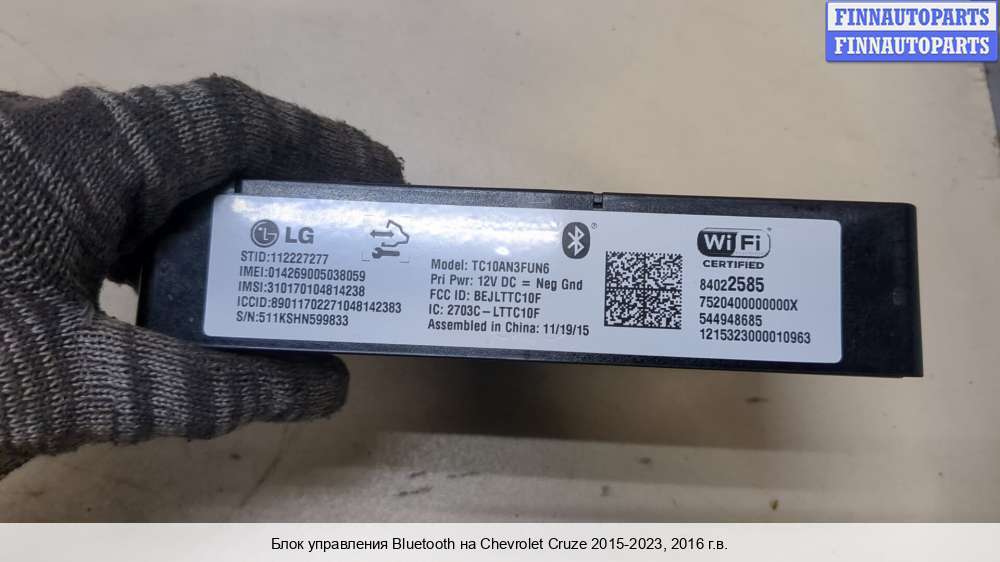 FINNAUTOPARTS
FINNAUTOPARTS
LG
STID:112227277
IMEI:014269005038059
IMSI:310170104814238
ICCID:89011702271048142383
S/N:511KSHN599833
Model: TC10AN3FUN6
Pri Pwr: 12V DC = Neg Gnd
FCC ID: BEJLTTC10F
IC: 2703C-LTTC10F
Assembled in China: 11/19/15
Wi Fi
CERTIFIED
84022585
7520400000000X
544948685
1215323000010963
Блок управления Bluetooth на Chevrolet Cruze 2015-2023, 2016 г.в.